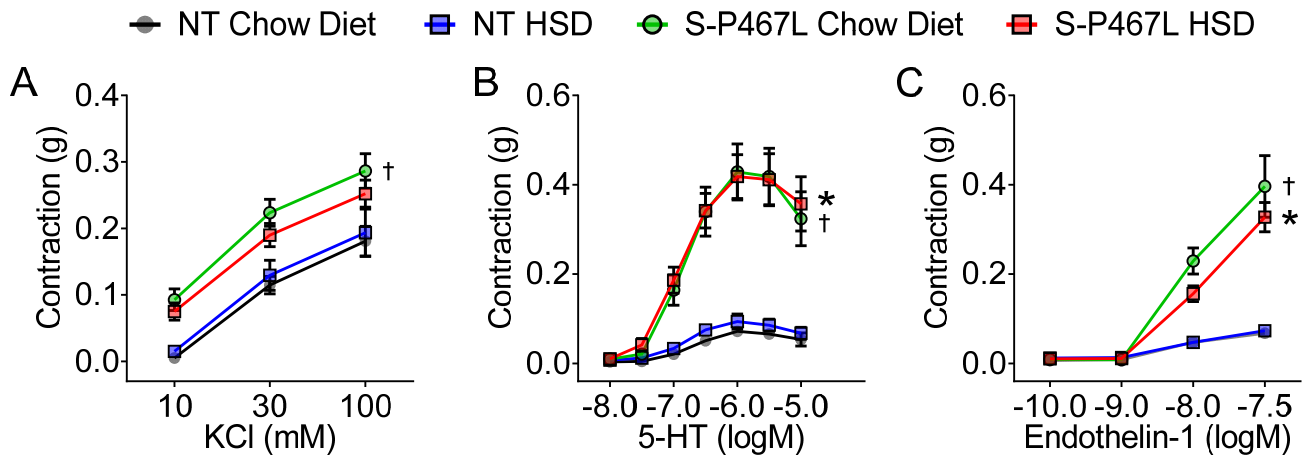 NT Chow Diet NT HSD S-P467L Chow Diet S-P467L HSD
A B C
0.4 0.6 0.6
0.3 †
0.4 * † 0.4 † *
0.2
0.2 0.2
0.1
0.0 0.0 0.0
Contraction (g) Contraction (g) Contraction (g)
10 30 100 -8.0 -7.0 -6.0 -5.0 -10.0 -9.0 -8.0 -7.5
KCl (mM) 5-HT (logM) Endothelin-1 (logM)